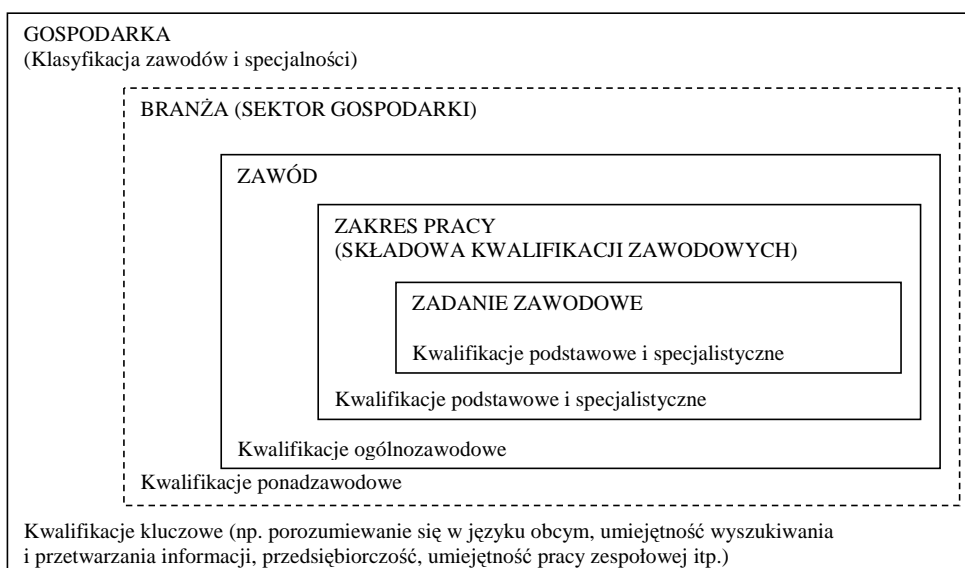 GOSPODARKA
(Klasyfikacja zawodów i specjalności)
BRANŻA (SEKTOR GOSPODARKI)
ZAWÓD
ZAKRES PRACY
(SKŁADOWA KWALIFIKACJI ZAWODOWYCH)
ZADANIE ZAWODOWE
Kwalifikacje podstawowe i specjalistyczne
Kwalifikacje podstawowe i specjalistyczne
Kwalifikacje ogólnozawodowe
Kwalifikacje ponadzawodowe
Kwalifikacje kluczowe (np. porozumiewanie się w języku obcym, umiejętność wyszukiwania
i przetwarzania informacji, przedsiębiorczość, umiejętność pracy zespołowej itp.)